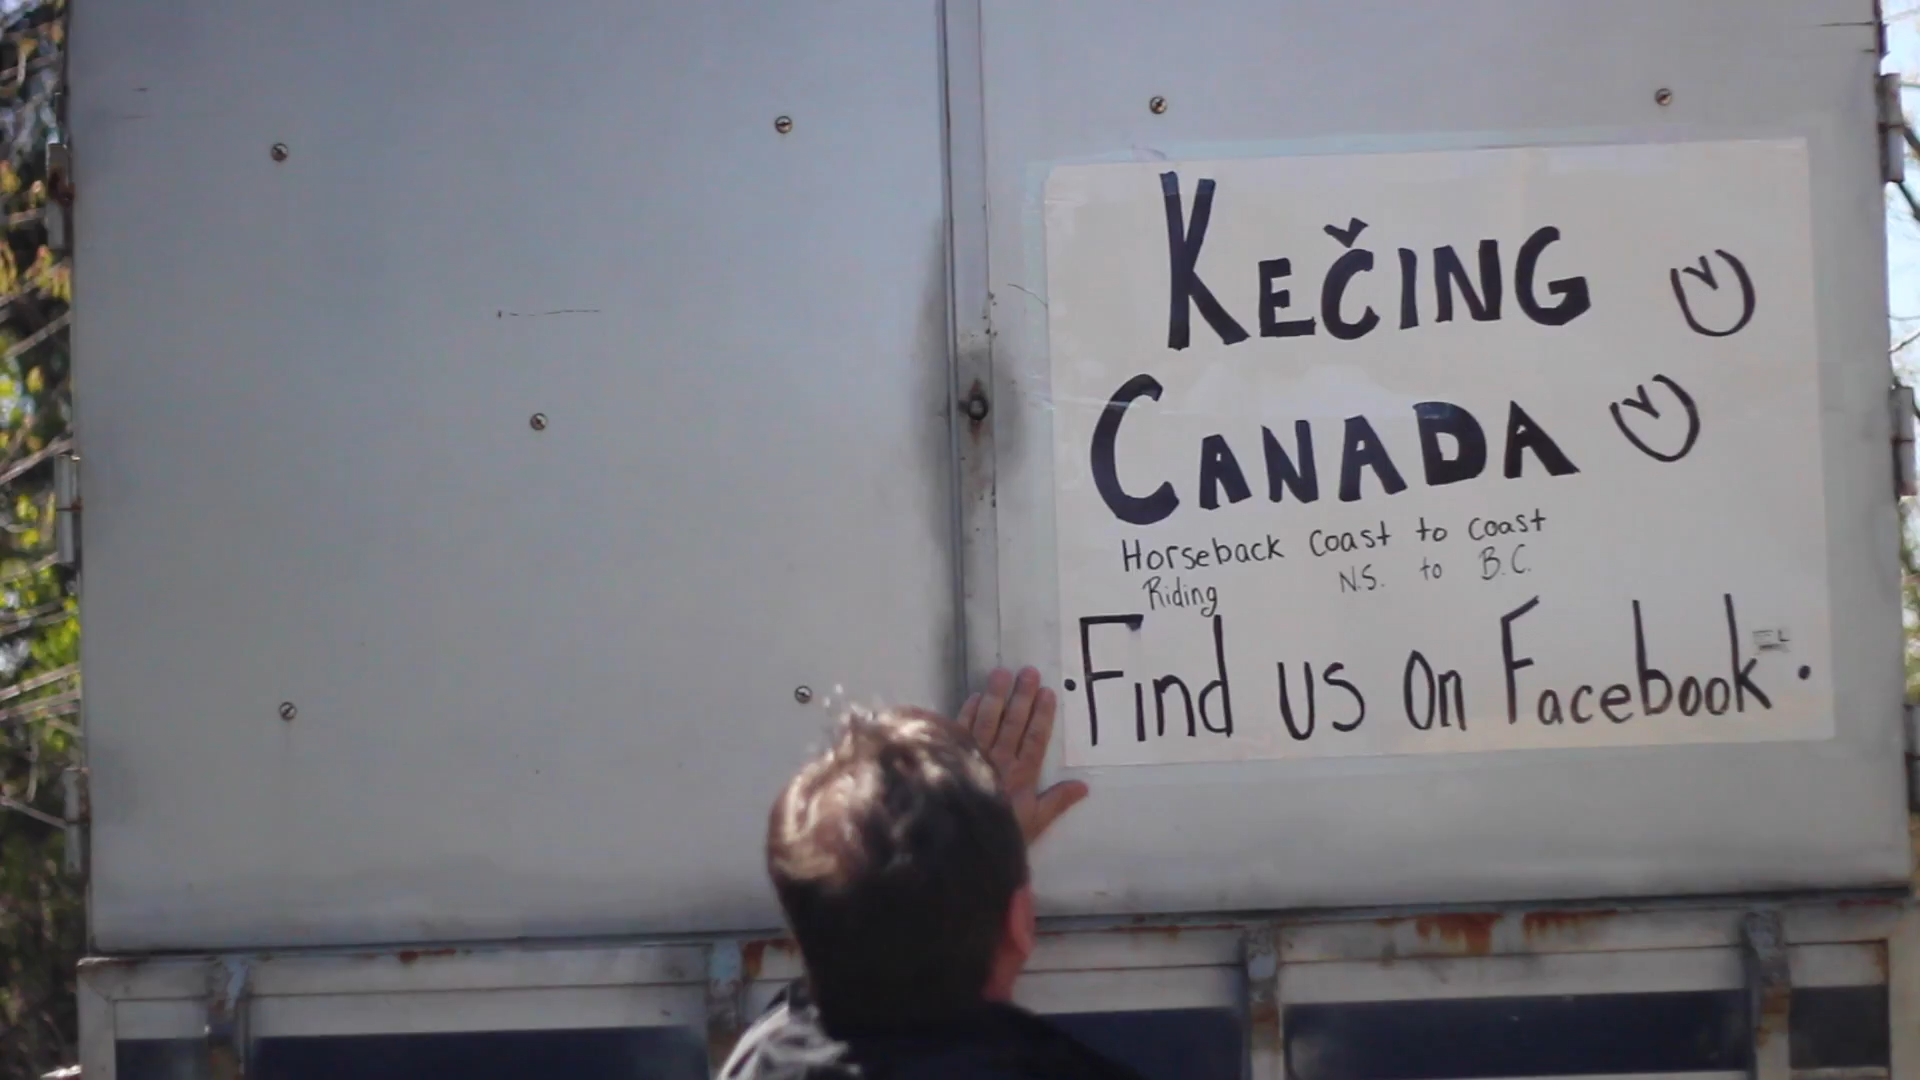 KEČING
CANADA
Horseback Coast to Coast
Riding N.S. to B.C.
·Find us on Facebook·